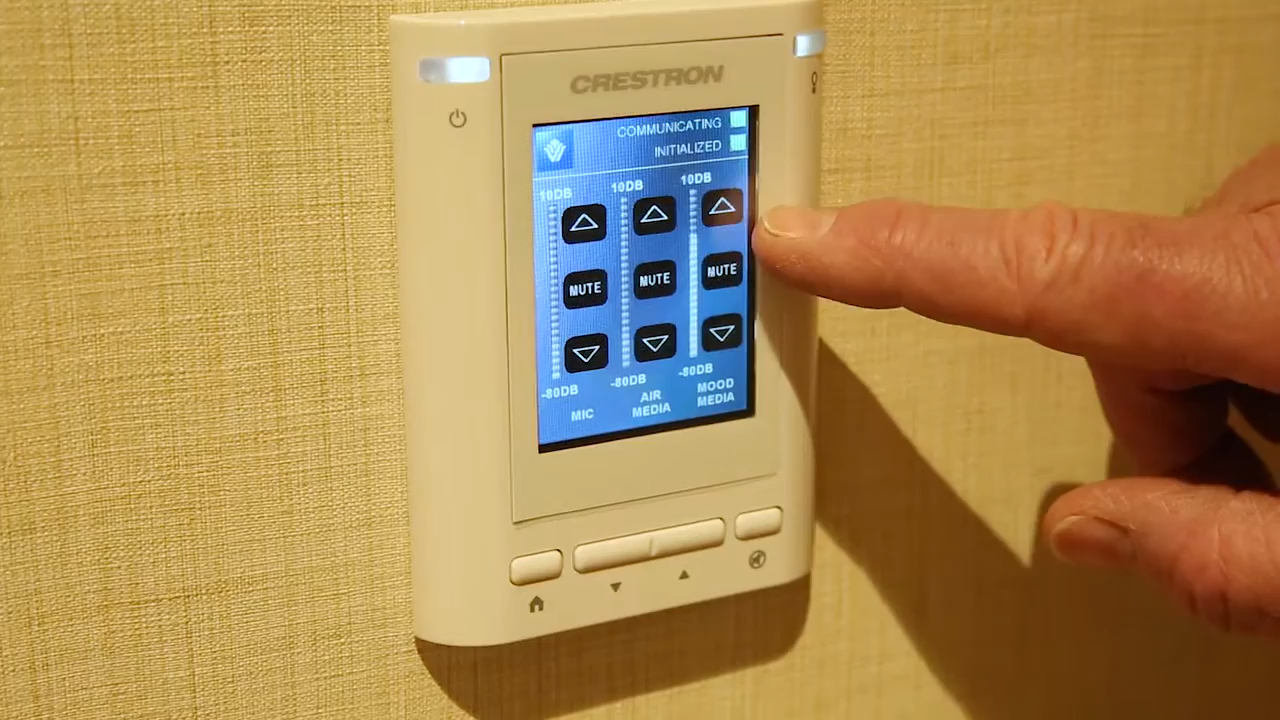 CRESTRON
COMMUNICATING
INITIALIZED
10DB
10DB
10DB
MUTE
MUTE
MUTE
-80DB
-80DB
-80DB
MIC
AIR
MEDIA
MOOD
MEDIA